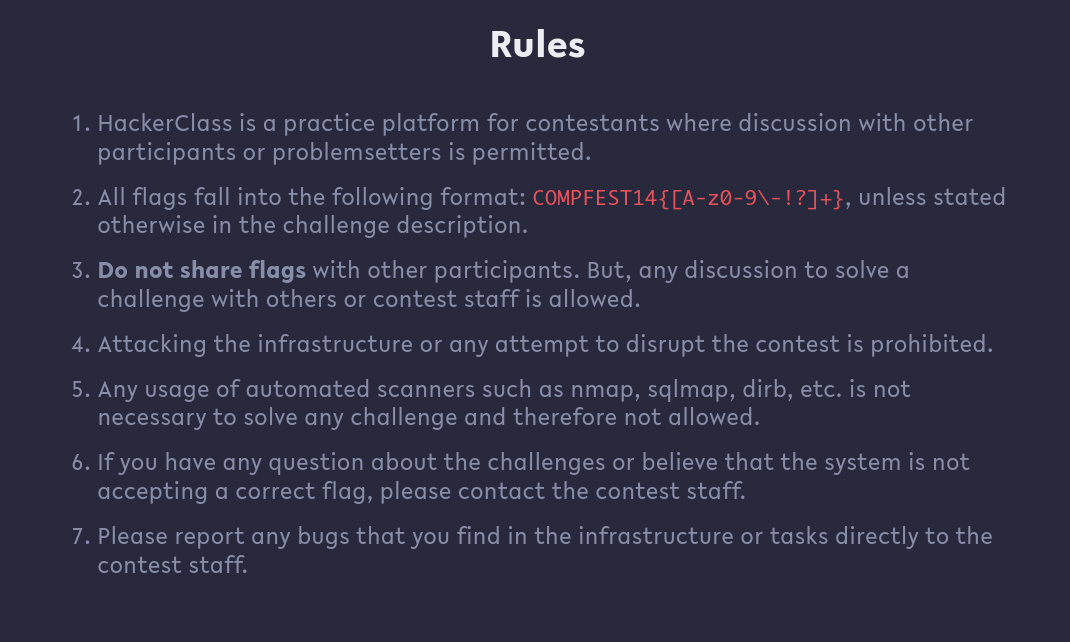 Rules
1. HackerClass is a practice platform for contestants where discussion with other
participants or problemsetters is permitted.
2. All flags fall into the following format: COMPFEST14{[A-z0-9\-!?]+}, unless stated
otherwise in the challenge description.
3. Do not share flags with other participants. But, any discussion to solve a
challenge with others or contest staff is allowed.
4. Attacking the infrastructure or any attempt to disrupt the contest is prohibited.
5. Any usage of automated scanners such as nmap, sqlmap, dirb, etc. is not
necessary to solve any challenge and therefore not allowed.
6. If you have any question about the challenges or believe that the system is not
accepting a correct flag, please contact the contest staff.
7. Please report any bugs that you find in the infrastructure or tasks directly to the
contest staff.